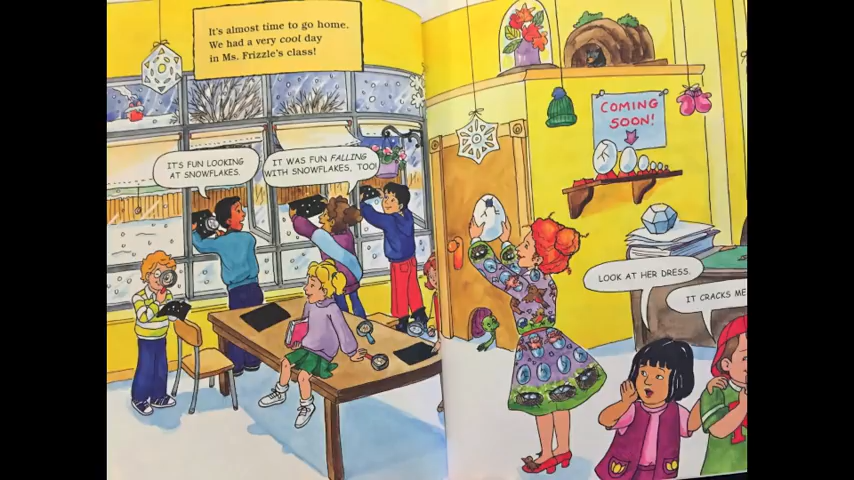 It's almost time to go home.
We had a very cool day
in Ms. Frizzle's class!
IT'S FUN LOOKING
AT SNOWFLAKES.
IT WAS FUN FALLING
WITH SNOWFLAKES, TOO!
COMING
SOON!
LOOK AT HER DRESS.
IT CRACKS ME